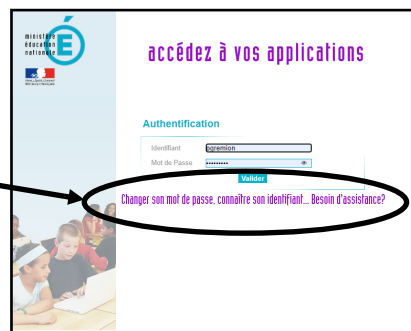 ministère
éducation
nationale
accédez à vos applications
Authentification
Identifiant pgremion
Mot de Passe •••••••••
Valider
Changer son mot de passe, connaître son identifiant... Besoin d'assistance?